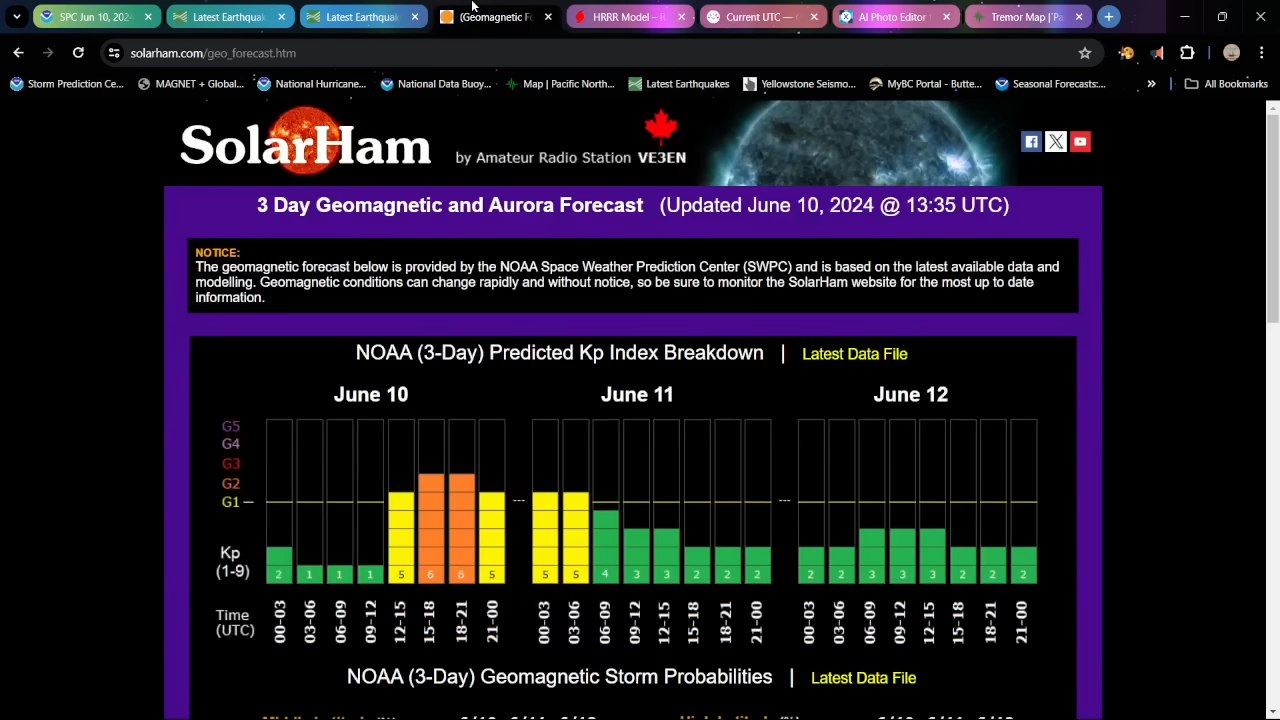 SPC Jun 10, 2024
Latest Earthquak
Latest Earthquak
(Geomagnetic Fo
HRRR Model – R
Current UTC —
AI Photo Editor f
Tremor Map | Pa
solarham.com/geo_forecast.htm
Storm Prediction Ce...
MAGNET + Global...
National Hurricane...
National Data Buoy...
Map | Pacific North...
Latest Earthquakes
Yellowstone Seismo...
MyBC Portal - Butte...
Seasonal Forecasts:...
All Bookmarks
SolarHam
by Amateur Radio Station VE3EN
3 Day Geomagnetic and Aurora Forecast (Updated June 10, 2024 @ 13:35 UTC)
NOTICE:
The geomagnetic forecast below is provided by the NOAA Space Weather Prediction Center (SWPC) and is based on the latest available data and
modelling. Geomagnetic conditions can change rapidly and without notice, so be sure to monitor the SolarHam website for the most up to date
information.
NOAA (3-Day) Predicted Kp Index Breakdown | Latest Data File
June 10 June 11 June 12
G5
G4
G3
G2
G1
Kp
(1-9)
2 1 1 1 5 6 6 5 5 5 4 3 3 2 2 2 2 2 3 3 3 2 2 2
Time
(UTC)
00-03 03-06 06-09 09-12 12-15 15-18 18-21 21-00 00-03 03-06 06-09 09-12 12-15 15-18 18-21 21-00 00-03 03-06 06-09 09-12 12-15 15-18 18-21 21-00
NOAA (3-Day) Geomagnetic Storm Probabilities | Latest Data File